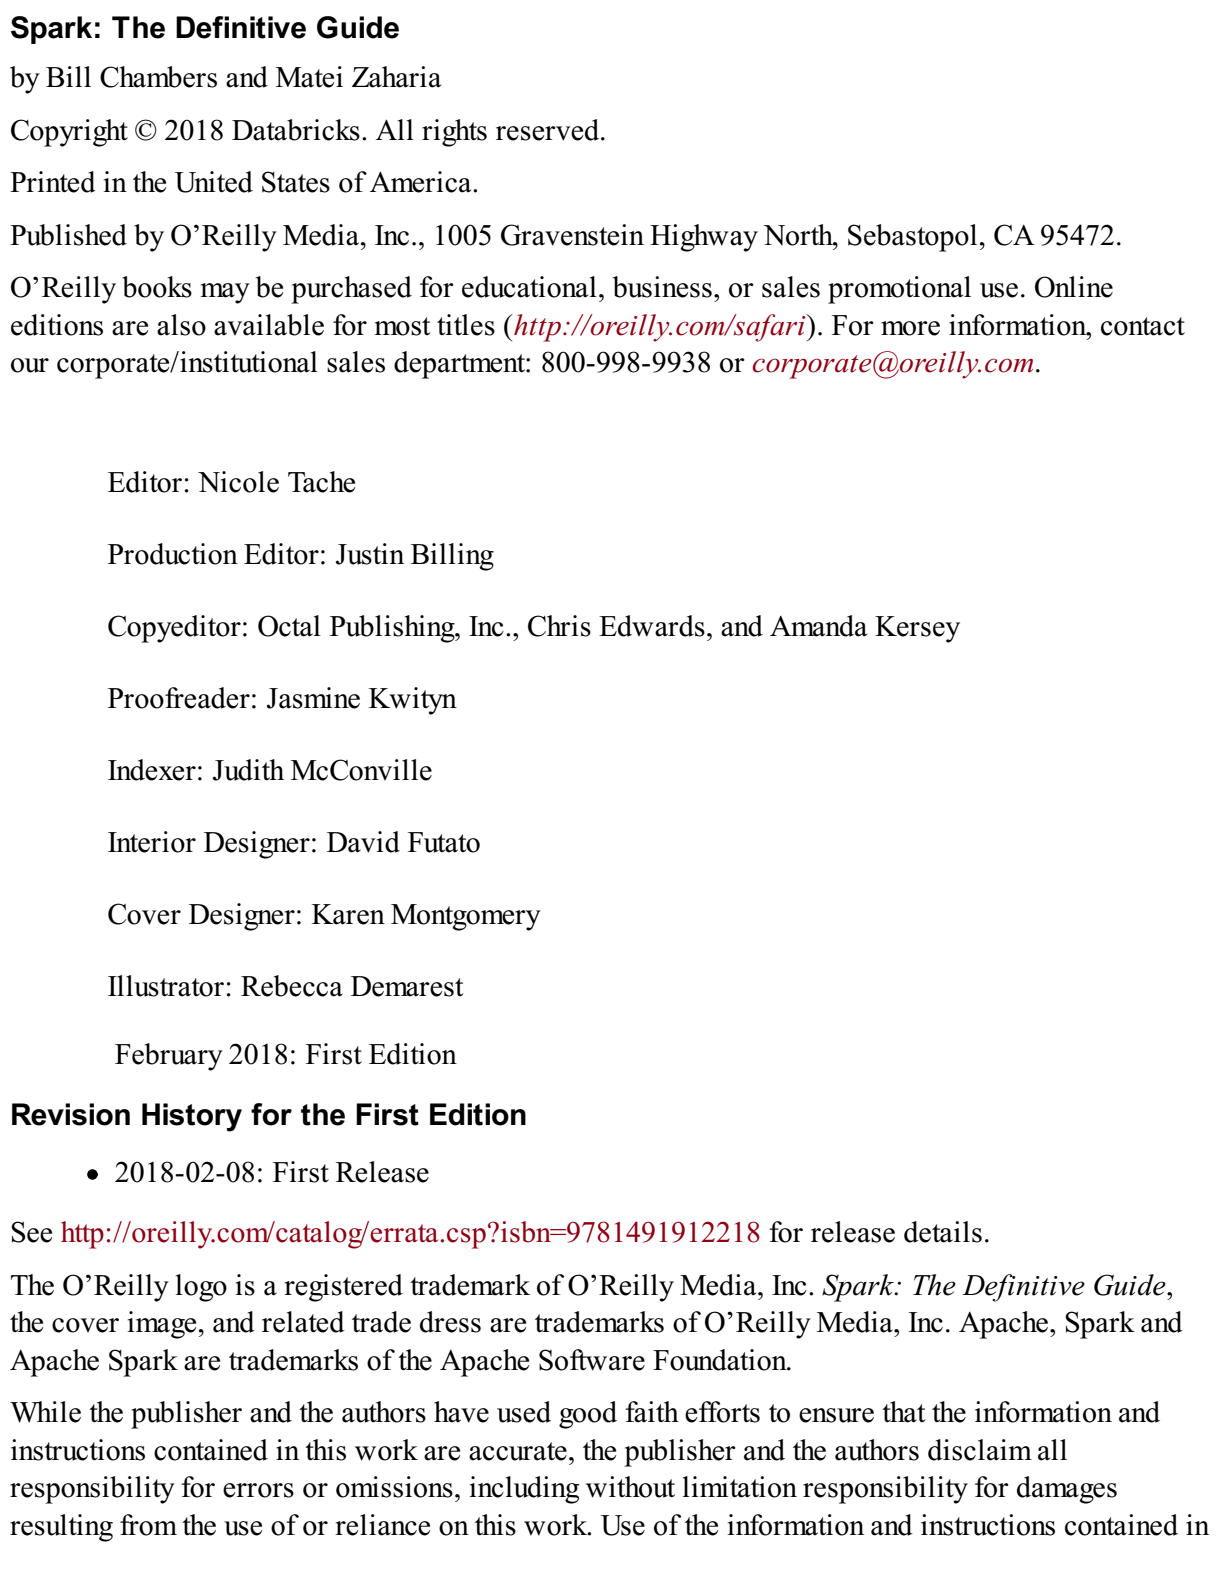 Spark: The Definitive Guide
by Bill Chambers and Matei Zaharia
Copyright © 2018 Databricks. All rights reserved.
Printed in the United States of America.
Published by O’Reilly Media, Inc., 1005 Gravenstein Highway North, Sebastopol, CA 95472.
O’Reilly books may be purchased for educational, business, or sales promotional use. Online
editions are also available for most titles (http://oreilly.com/safari). For more information, contact
our corporate/institutional sales department: 800-998-9938 or corporate@oreilly.com.
Editor: Nicole Tache
Production Editor: Justin Billing
Copyeditor: Octal Publishing, Inc., Chris Edwards, and Amanda Kersey
Proofreader: Jasmine Kwityn
Indexer: Judith McConville
Interior Designer: David Futato
Cover Designer: Karen Montgomery
Illustrator: Rebecca Demarest
February 2018: First Edition
Revision History for the First Edition
• 2018-02-08: First Release
See http://oreilly.com/catalog/errata.csp?isbn=9781491912218 for release details.
The O’Reilly logo is a registered trademark of O’Reilly Media, Inc. Spark: The Definitive Guide,
the cover image, and related trade dress are trademarks of O’Reilly Media, Inc. Apache, Spark and
Apache Spark are trademarks of the Apache Software Foundation.
While the publisher and the authors have used good faith efforts to ensure that the information and
instructions contained in this work are accurate, the publisher and the authors disclaim all
responsibility for errors or omissions, including without limitation responsibility for damages
resulting from the use of or reliance on this work. Use of the information and instructions contained in